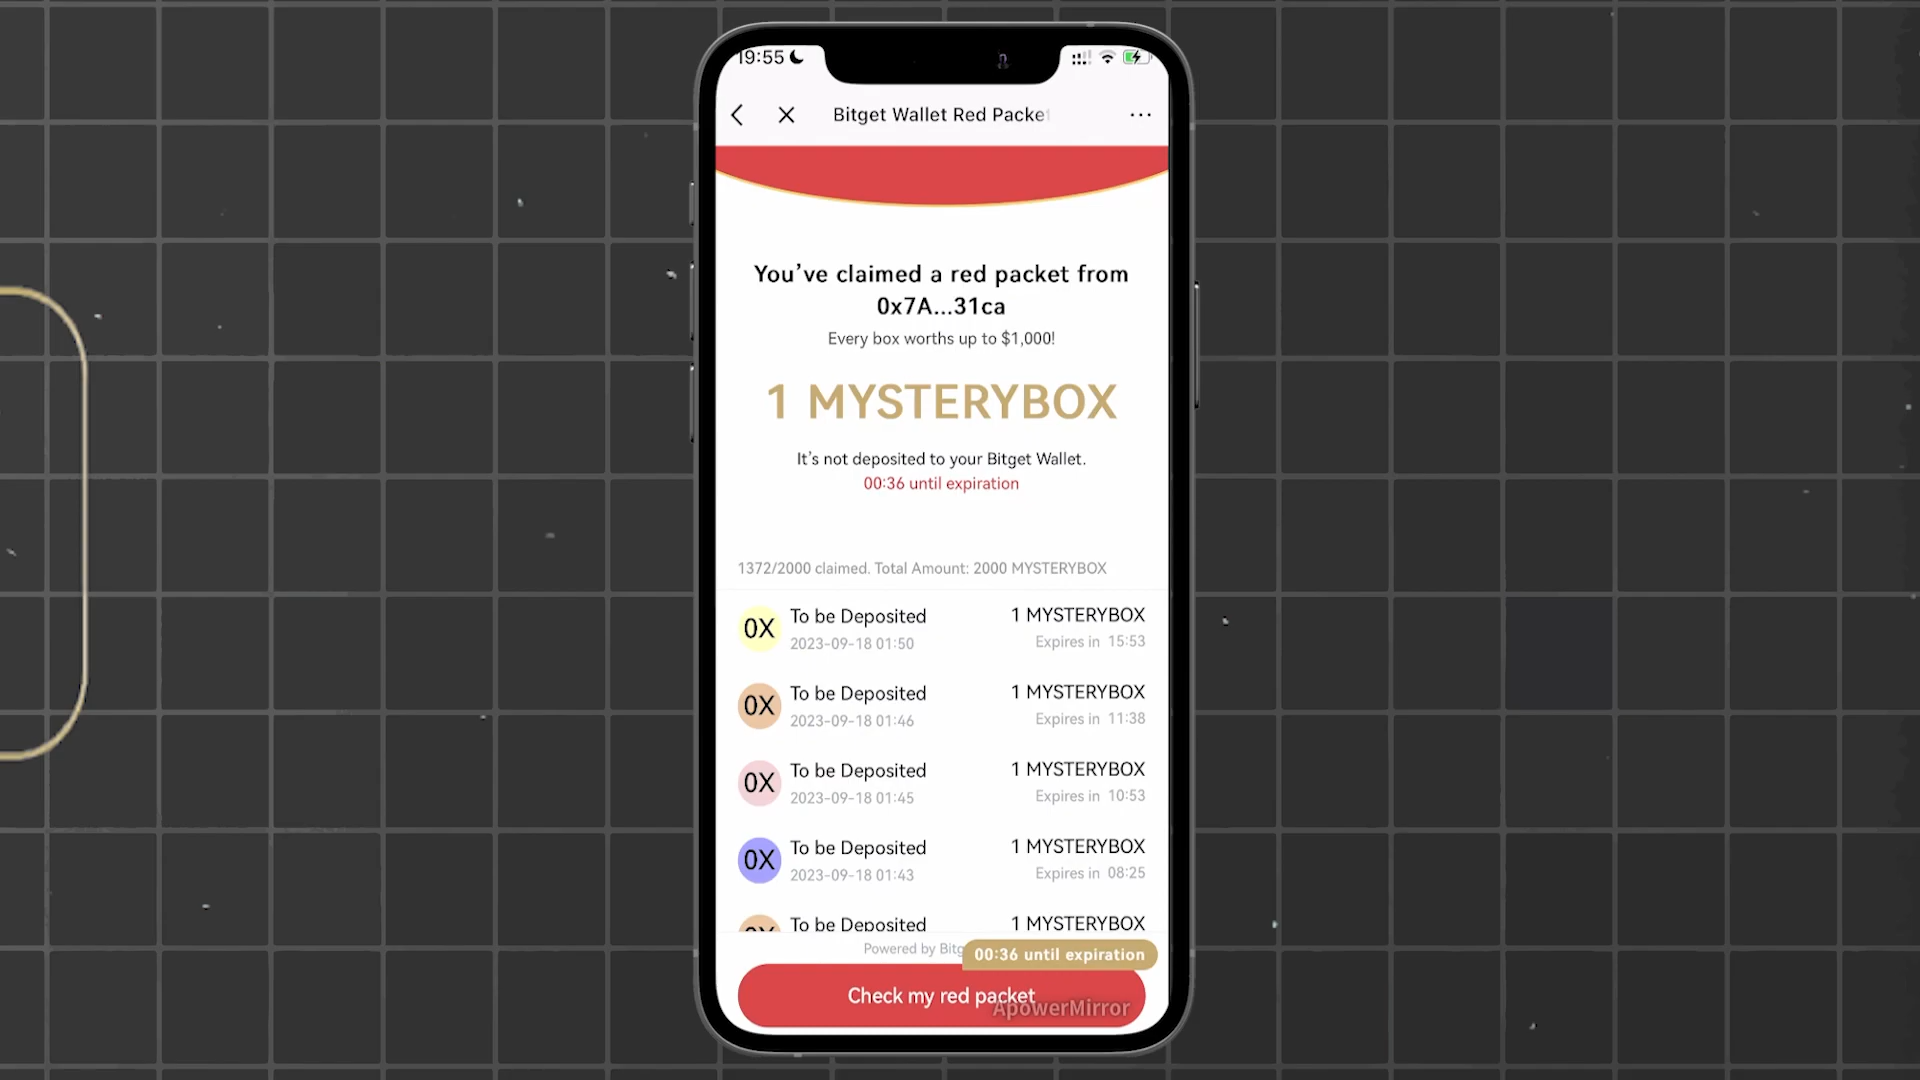 19:55
Bitget Wallet Red Packet
You’ve claimed a red packet from
0x7A...31ca
Every box worths up to $1,000!
1 MYSTERYBOX
It’s not deposited to your Bitget Wallet.
00:36 until expiration
1372/2000 claimed. Total Amount: 2000 MYSTERYBOX
0X To be Deposited 1 MYSTERYBOX
2023-09-18 01:50 Expires in 15:53
0X To be Deposited 1 MYSTERYBOX
2023-09-18 01:46 Expires in 11:38
0X To be Deposited 1 MYSTERYBOX
2023-09-18 01:45 Expires in 10:53
0X To be Deposited 1 MYSTERYBOX
2023-09-18 01:43 Expires in 08:25
0X To be Deposited 1 MYSTERYBOX
Powered by Bitg
00:36 until expiration
Check my red packet
ApowerMirror